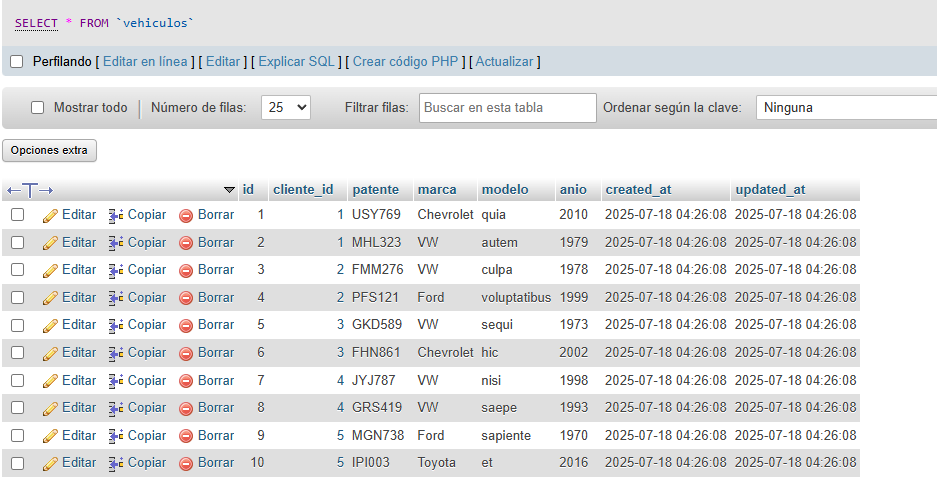 SELECT * FROM `vehiculos`
Perfilando [ Editar en línea ] [ Editar ] [ Explicar SQL ] [ Crear código PHP ] [ Actualizar ]
Mostrar todo Número de filas: 25 Filtrar filas: Buscar en esta tabla Ordenar según la clave: Ninguna
Opciones extra
←T→ id cliente_id patente marca modelo anio created_at updated_at
Editar Copiar Borrar 1 1 USY769 Chevrolet quia 2010 2025-07-18 04:26:08 2025-07-18 04:26:08
Editar Copiar Borrar 2 1 MHL323 VW autem 1979 2025-07-18 04:26:08 2025-07-18 04:26:08
Editar Copiar Borrar 3 2 FMM276 VW culpa 1978 2025-07-18 04:26:08 2025-07-18 04:26:08
Editar Copiar Borrar 4 2 PFS121 Ford voluptatibus 1999 2025-07-18 04:26:08 2025-07-18 04:26:08
Editar Copiar Borrar 5 3 GKD589 VW sequi 1973 2025-07-18 04:26:08 2025-07-18 04:26:08
Editar Copiar Borrar 6 3 FHN861 Chevrolet hic 2002 2025-07-18 04:26:08 2025-07-18 04:26:08
Editar Copiar Borrar 7 4 JYJ787 VW nisi 1998 2025-07-18 04:26:08 2025-07-18 04:26:08
Editar Copiar Borrar 8 4 GRS419 VW saepe 1993 2025-07-18 04:26:08 2025-07-18 04:26:08
Editar Copiar Borrar 9 5 MGN738 Ford sapiente 1970 2025-07-18 04:26:08 2025-07-18 04:26:08
Editar Copiar Borrar 10 5 IPI003 Toyota et 2016 2025-07-18 04:26:08 2025-07-18 04:26:08